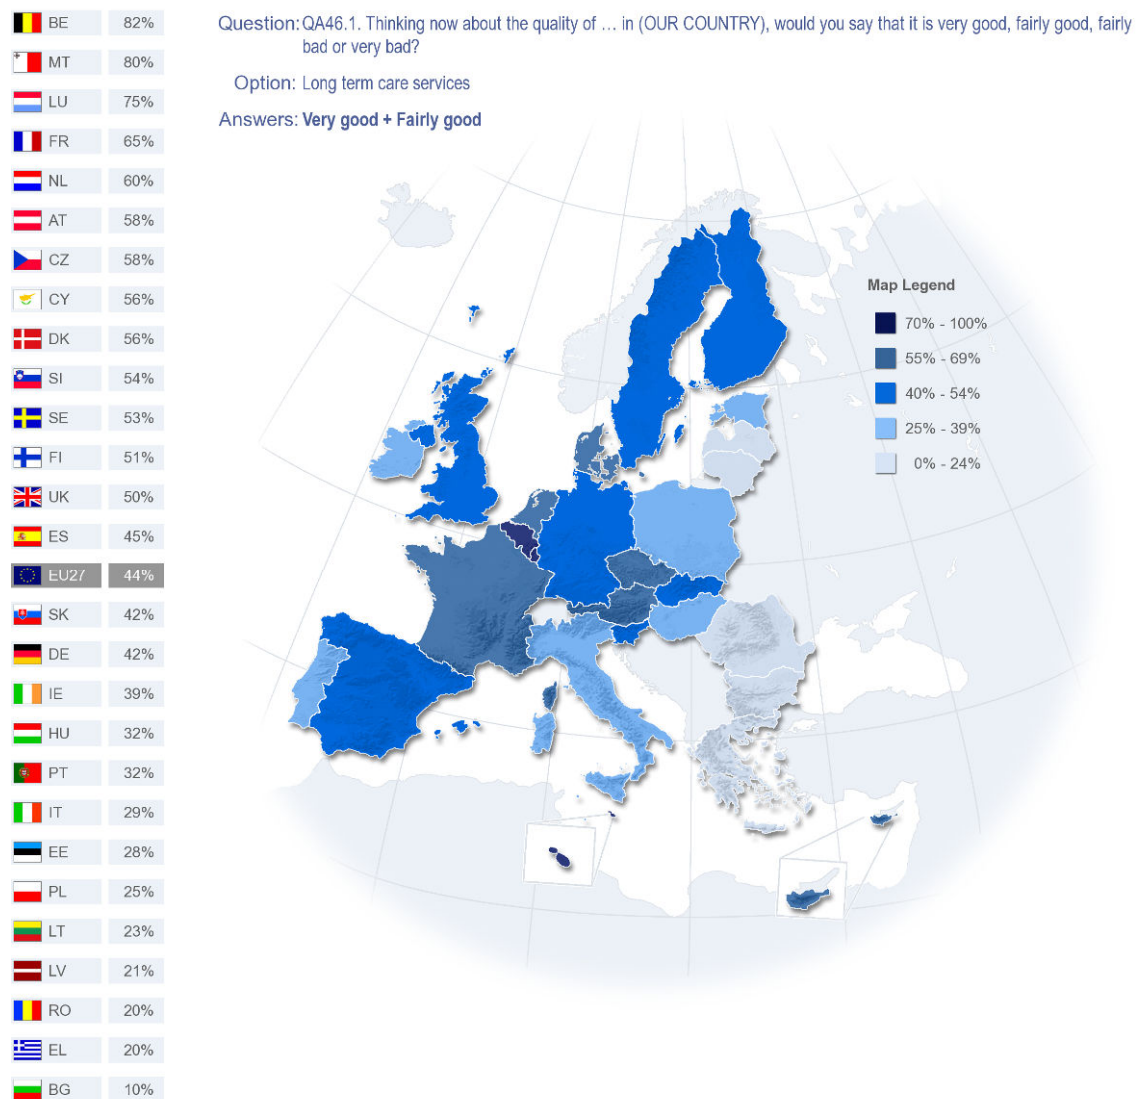 Question: QA46.1. Thinking now about the quality of … in (OUR COUNTRY), would you say that it is very good, fairly good, fairly
bad or very bad?
Option: Long term care services
Answers: Very good + Fairly good
BE 82%
MT 80%
LU 75%
FR 65%
NL 60%
AT 58%
CZ 58%
CY 56%
DK 56%
SI 54%
SE 53%
FI 51%
UK 50%
ES 45%
EU27 44%
SK 42%
DE 42%
IE 39%
HU 32%
PT 32%
IT 29%
EE 28%
PL 25%
LT 23%
LV 21%
RO 20%
EL 20%
BG 10%
Map Legend
70% - 100%
55% - 69%
40% - 54%
25% - 39%
0% - 24%